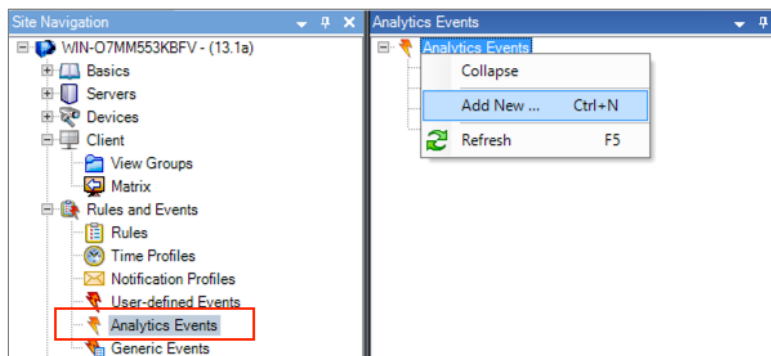 Site Navigation
WIN-O7MM553KBFV - (13.1a)
Basics
Servers
Devices
Client
View Groups
Matrix
Rules and Events
Rules
Time Profiles
Notification Profiles
User-defined Events
Analytics Events
Generic Events
Analytics Events
Analytics Events
Collapse
Add New ... Ctrl+N
Refresh F5